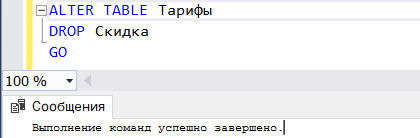 ALTER TABLE Тарифы
DROP Скидка
GO
100 %
Сообщения
Выполнение команд успешно завершено.